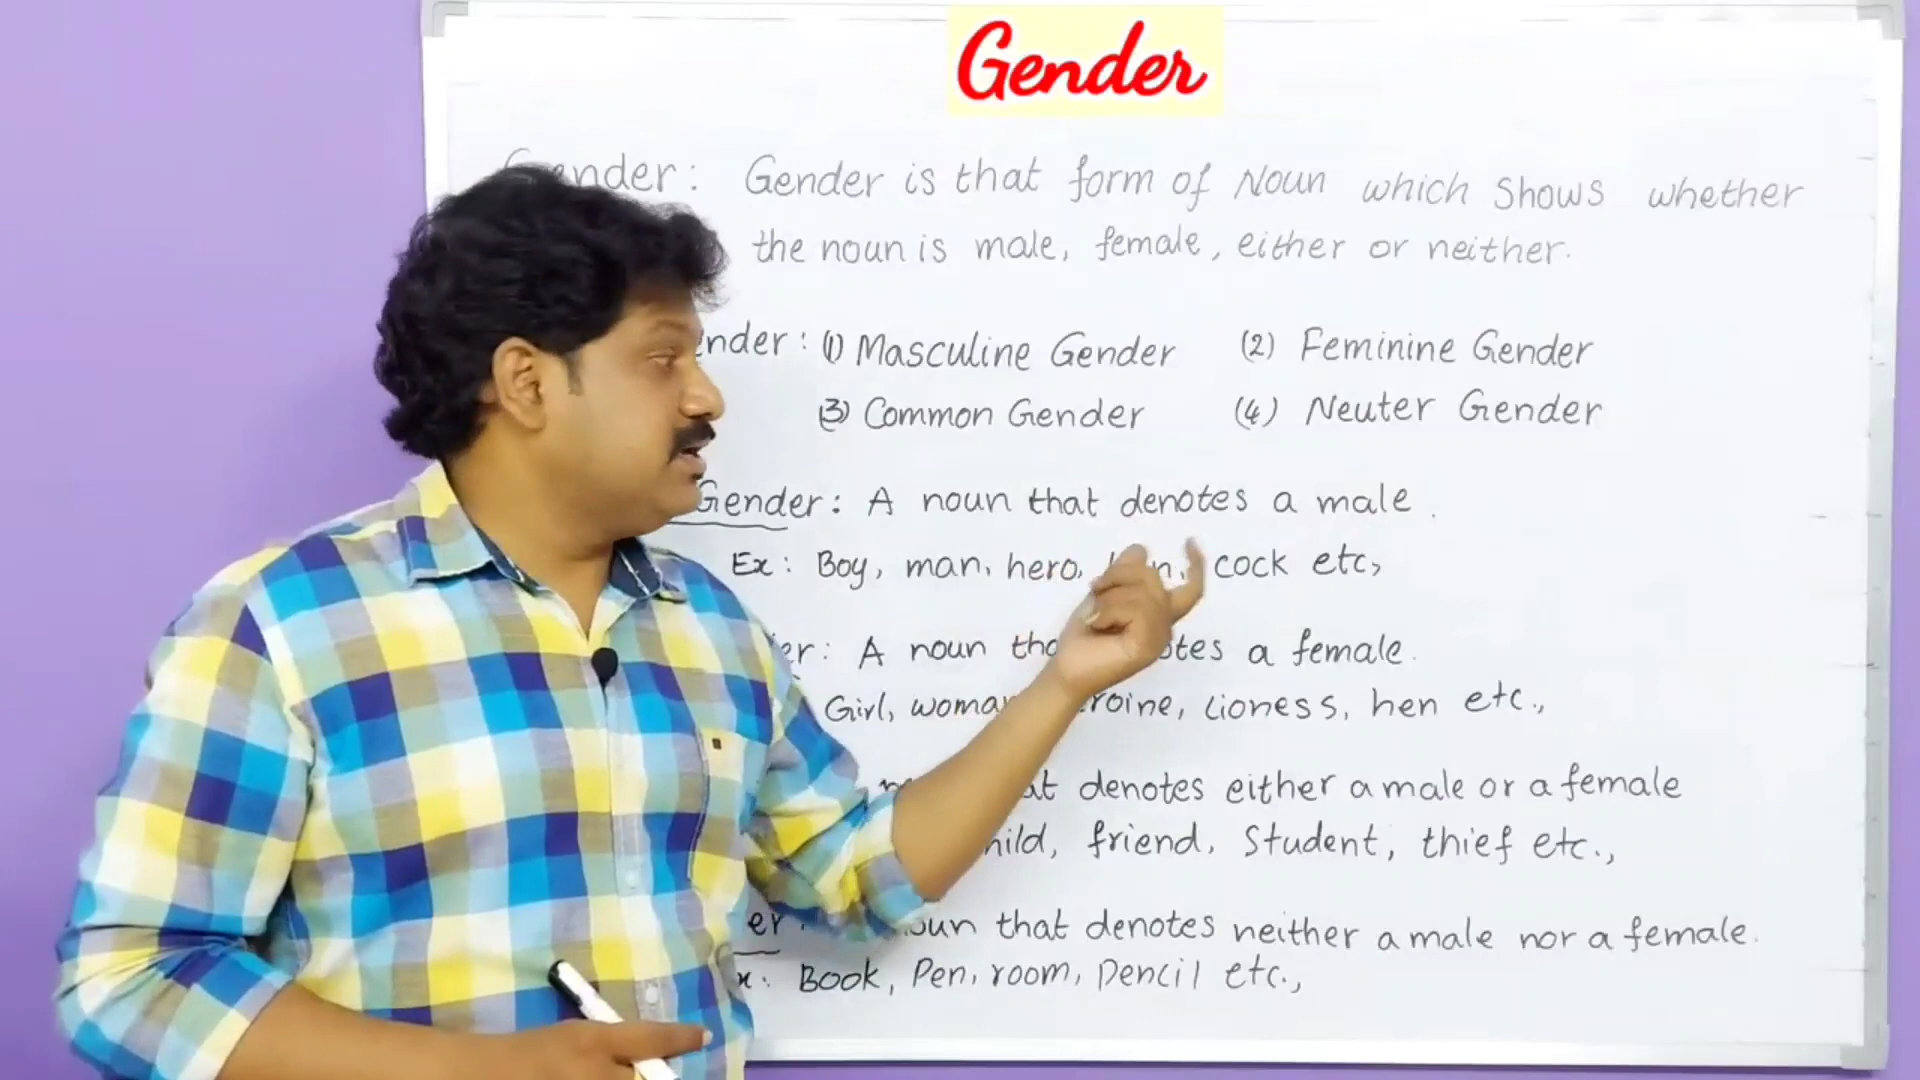 Gender
Gender: Gender is that form of Noun which Shows whether
the noun is male, female, either or neither.
(1) Masculine Gender (2) Feminine Gender
(3) Common Gender (4) Neuter Gender
Gender: A noun that denotes a male.
Ex: Boy, man, hero, cock etc,
A noun a female.
Girl, Lioness, hen etc.,
denotes either a male or a female
friend, Student, thief etc.,
that denotes neither a male nor a female.
Book, Pen, room, Pencil etc.,